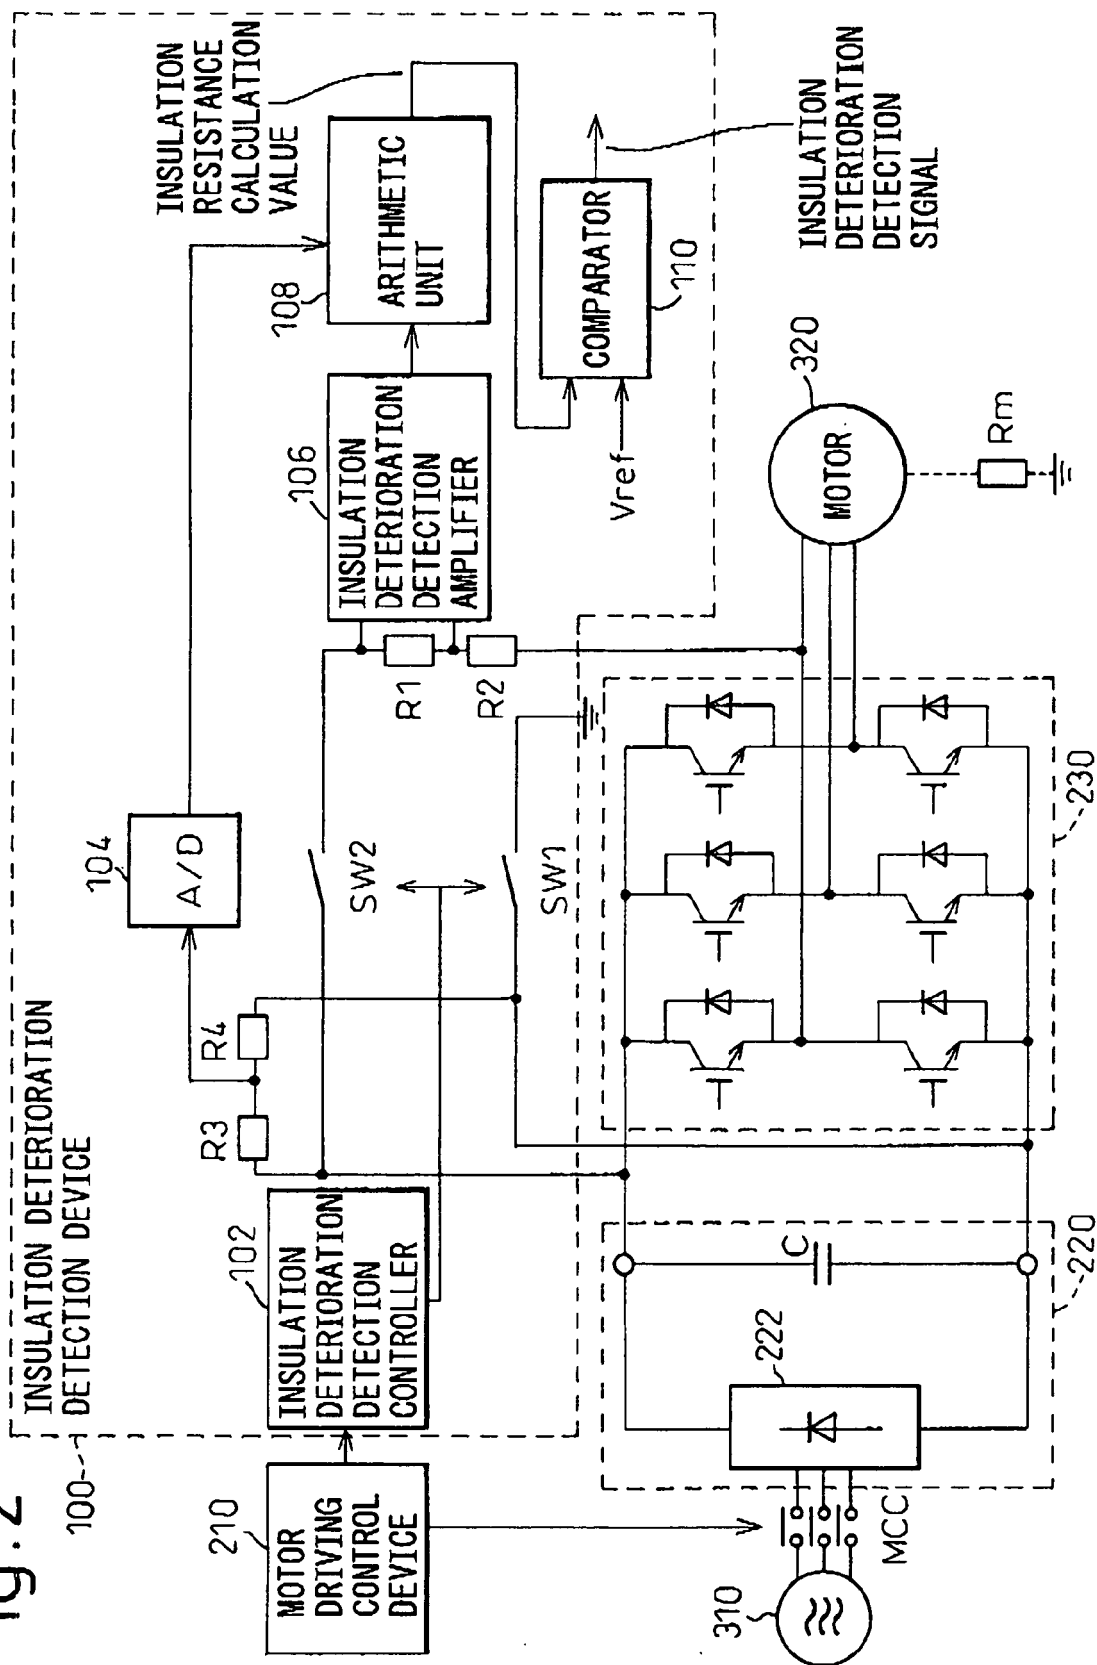 ig. 2
100
INSULATION DETERIORATION
DETECTION DEVICE
INSULATION
RESISTANCE
CALCULATION
VALUE
104
A/D
R3
R4
108
ARITHMETIC
UNIT
102
INSULATION
DETERIORATION
DETECTION
CONTROLLER
SW2
SW1
R1
R2
106
INSULATION
DETERIORATION
DETECTION
AMPLIFIER
COMPARATOR
110
Vref
INSULATION
DETERIORATION
DETECTION
SIGNAL
210
MOTOR
DRIVING
CONTROL
DEVICE
310
MCC
222
C
220
230
320
MOTOR
Rm